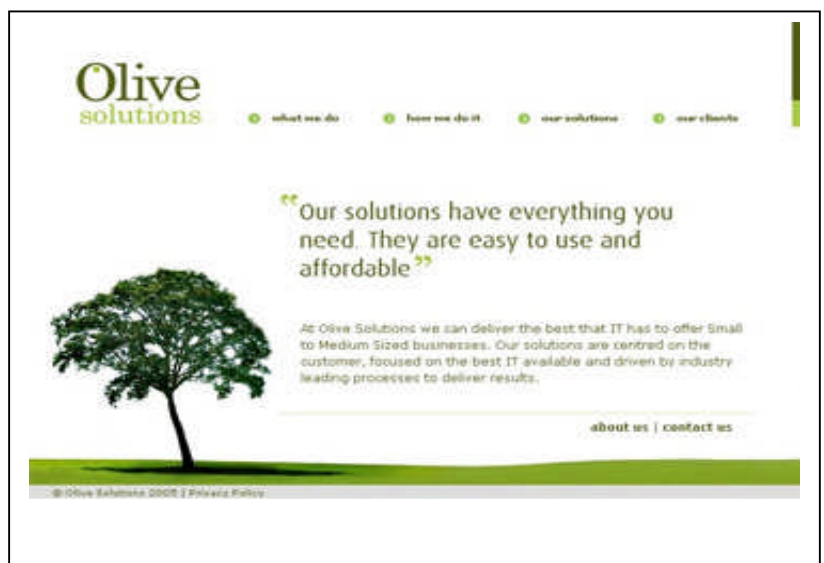 Olive
solutions
what we do how we do it our solutions our clients
“Our solutions have everything you
need. They are easy to use and
affordable”
At Olive Solutions we can deliver the best that IT has to offer Small
to Medium Sized businesses. Our solutions are centred on the
customer, focused on the best IT available and driven by industry
leading processes to deliver results.
about us | contact us
© Olive Solutions 2005 | Privacy Policy